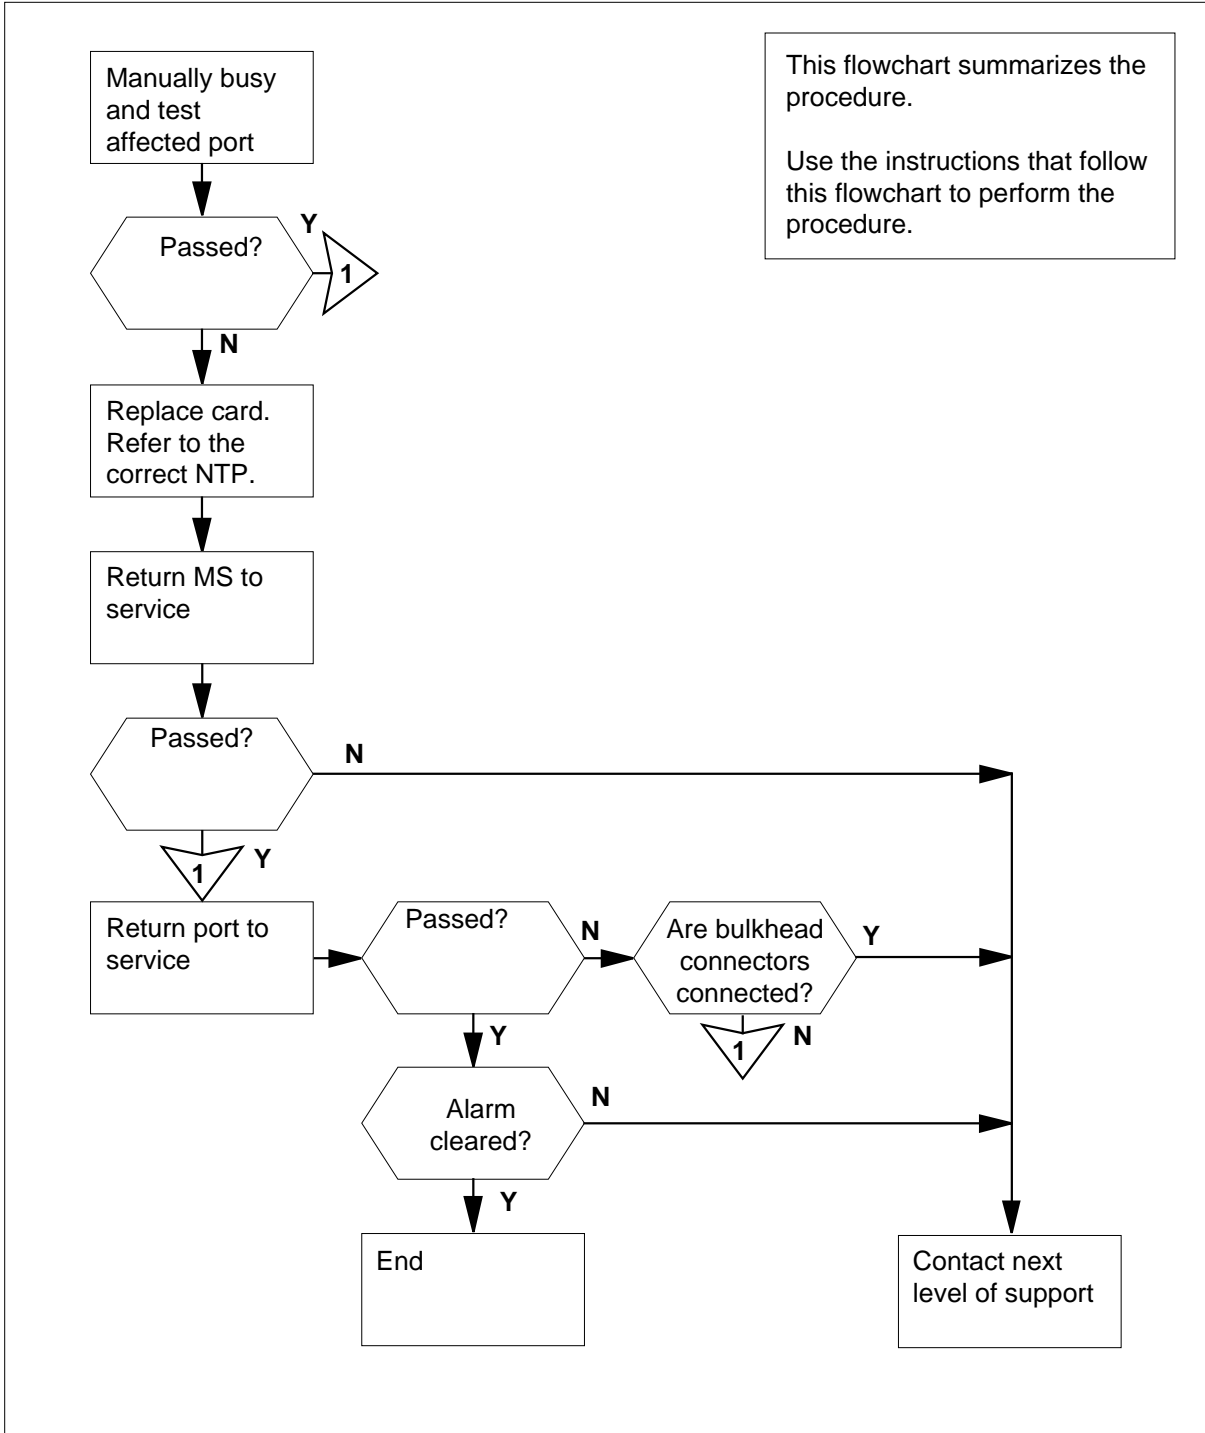 Manually busy
and test
affected port
This flowchart summarizes the
procedure.
Use the instructions that follow
this flowchart to perform the
procedure.
Passed?
Y
1
N
Replace card.
Refer to the
correct NTP.
Return MS to
service
Passed?
N
1
Y
Return port to
service
Passed?
N
Are bulkhead
connectors
connected?
Y
Y
1
N
Alarm
cleared?
N
Y
End
Contact next
level of support